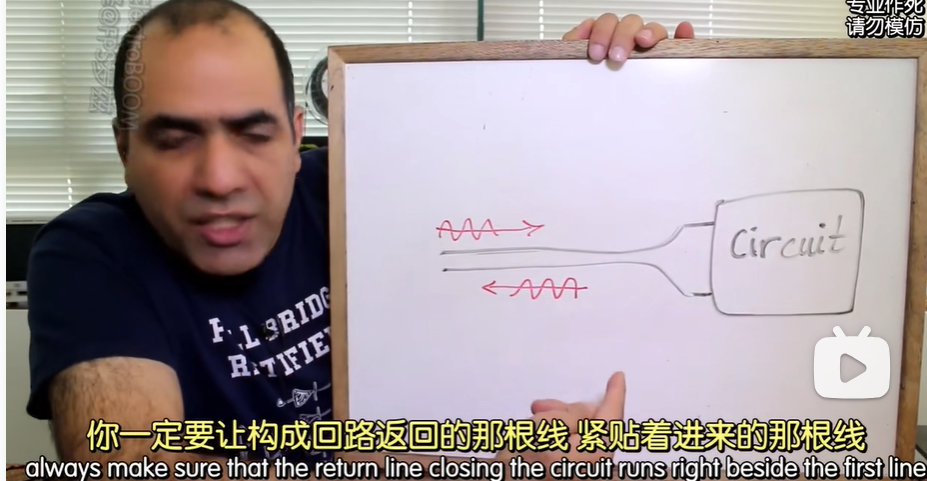 专业作死
请勿模仿
Circuit
你一定要让构成回路返回的那根线 紧贴着进来的那根线
always make sure that the return line closing the circuit runs right beside the first line